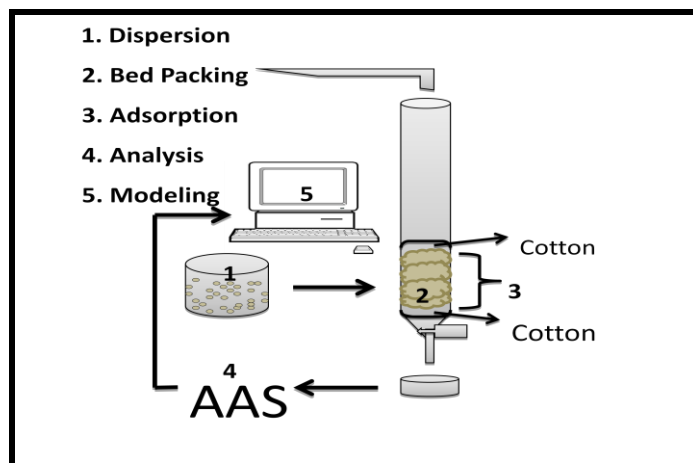 1. Dispersion
2. Bed Packing
3. Adsorption
4. Analysis
5. Modeling
5
Cotton
1
2
3
Cotton
4
AAS